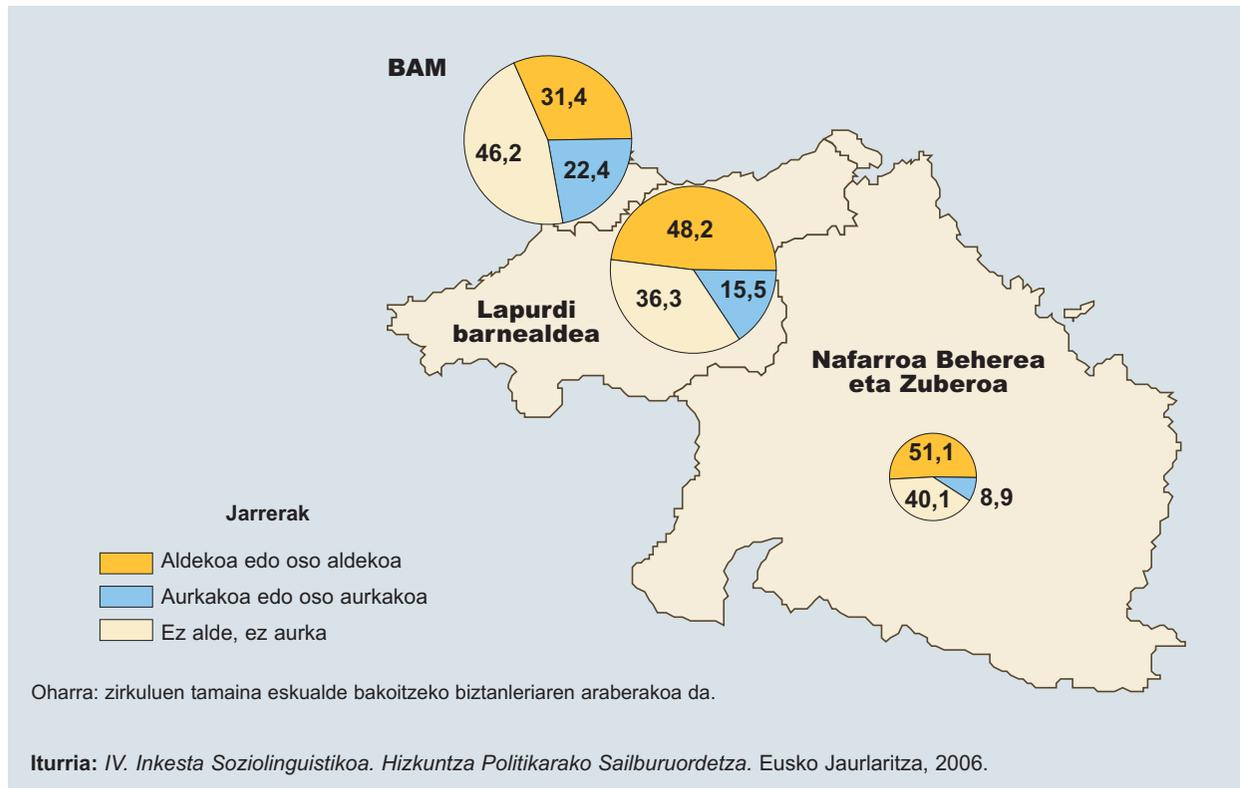 BAM
31,4
46,2
22,4
48,2
36,3
15,5
Lapurdi
barnealdea
Nafarroa Beherea
eta Zuberoa
51,1
40,1
8,9
Jarrerak
Aldekoa edo oso aldekoa
Aurkakoa edo oso aurkakoa
Ez alde, ez aurka
Oharra: zirkuluen tamaina eskualde bakoitzeko biztanleriaren araberakoa da.
Iturria: IV. Inkesta Soziolinguistikoa. Hizkuntza Politikarako Sailburuordetza. Eusko Jaurlaritza, 2006.